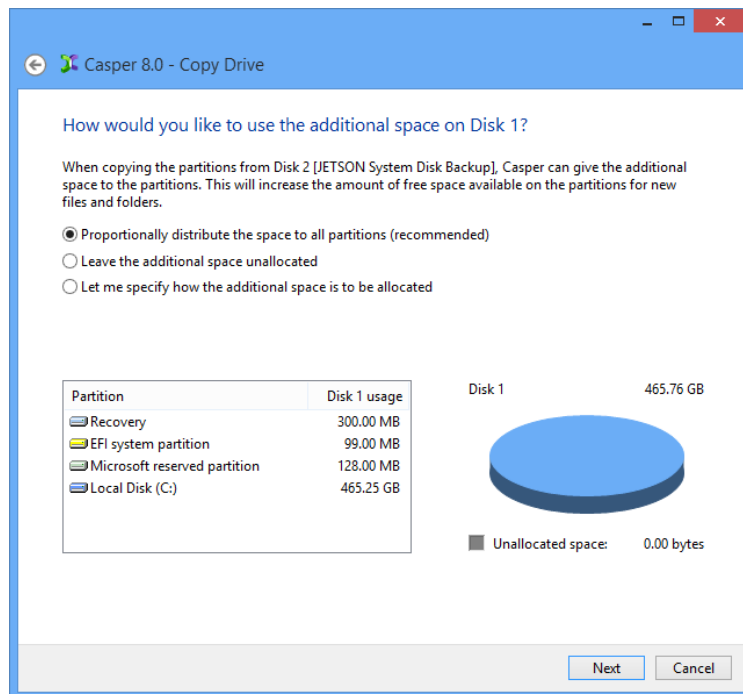 Casper 8.0 - Copy Drive
How would you like to use the additional space on Disk 1?
When copying the partitions from Disk 2 [JETSON System Disk Backup], Casper can give the additional
space to the partitions. This will increase the amount of free space available on the partitions for new
files and folders.
Proportionally distribute the space to all partitions (recommended)
Leave the additional space unallocated
Let me specify how the additional space is to be allocated
Partition Disk 1 usage
Recovery 300.00 MB
EFI system partition 99.00 MB
Microsoft reserved partition 128.00 MB
Local Disk (C:) 465.25 GB
Disk 1 465.76 GB
Unallocated space: 0.00 bytes
Next Cancel